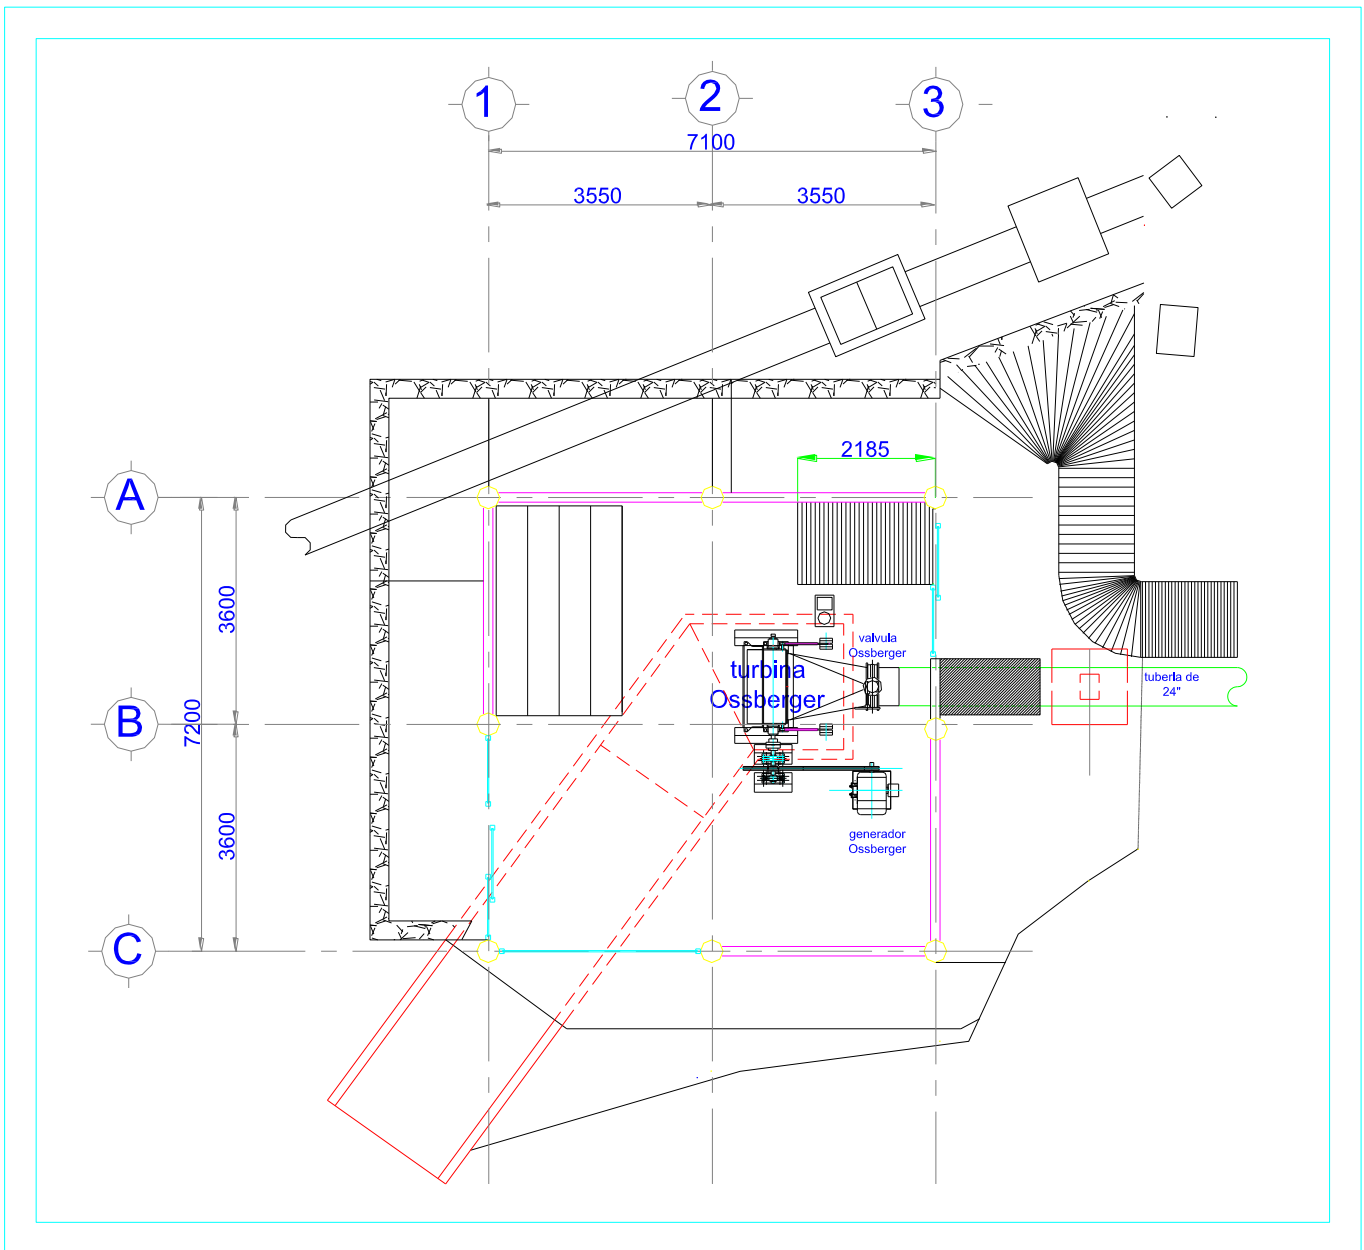 1
2
3
7100
3550
3550
2185
A
3600
valvula
Ossberger
turbina
Ossberger
tuberIa de
24"
B
7200
3600
generador
Ossberger
C